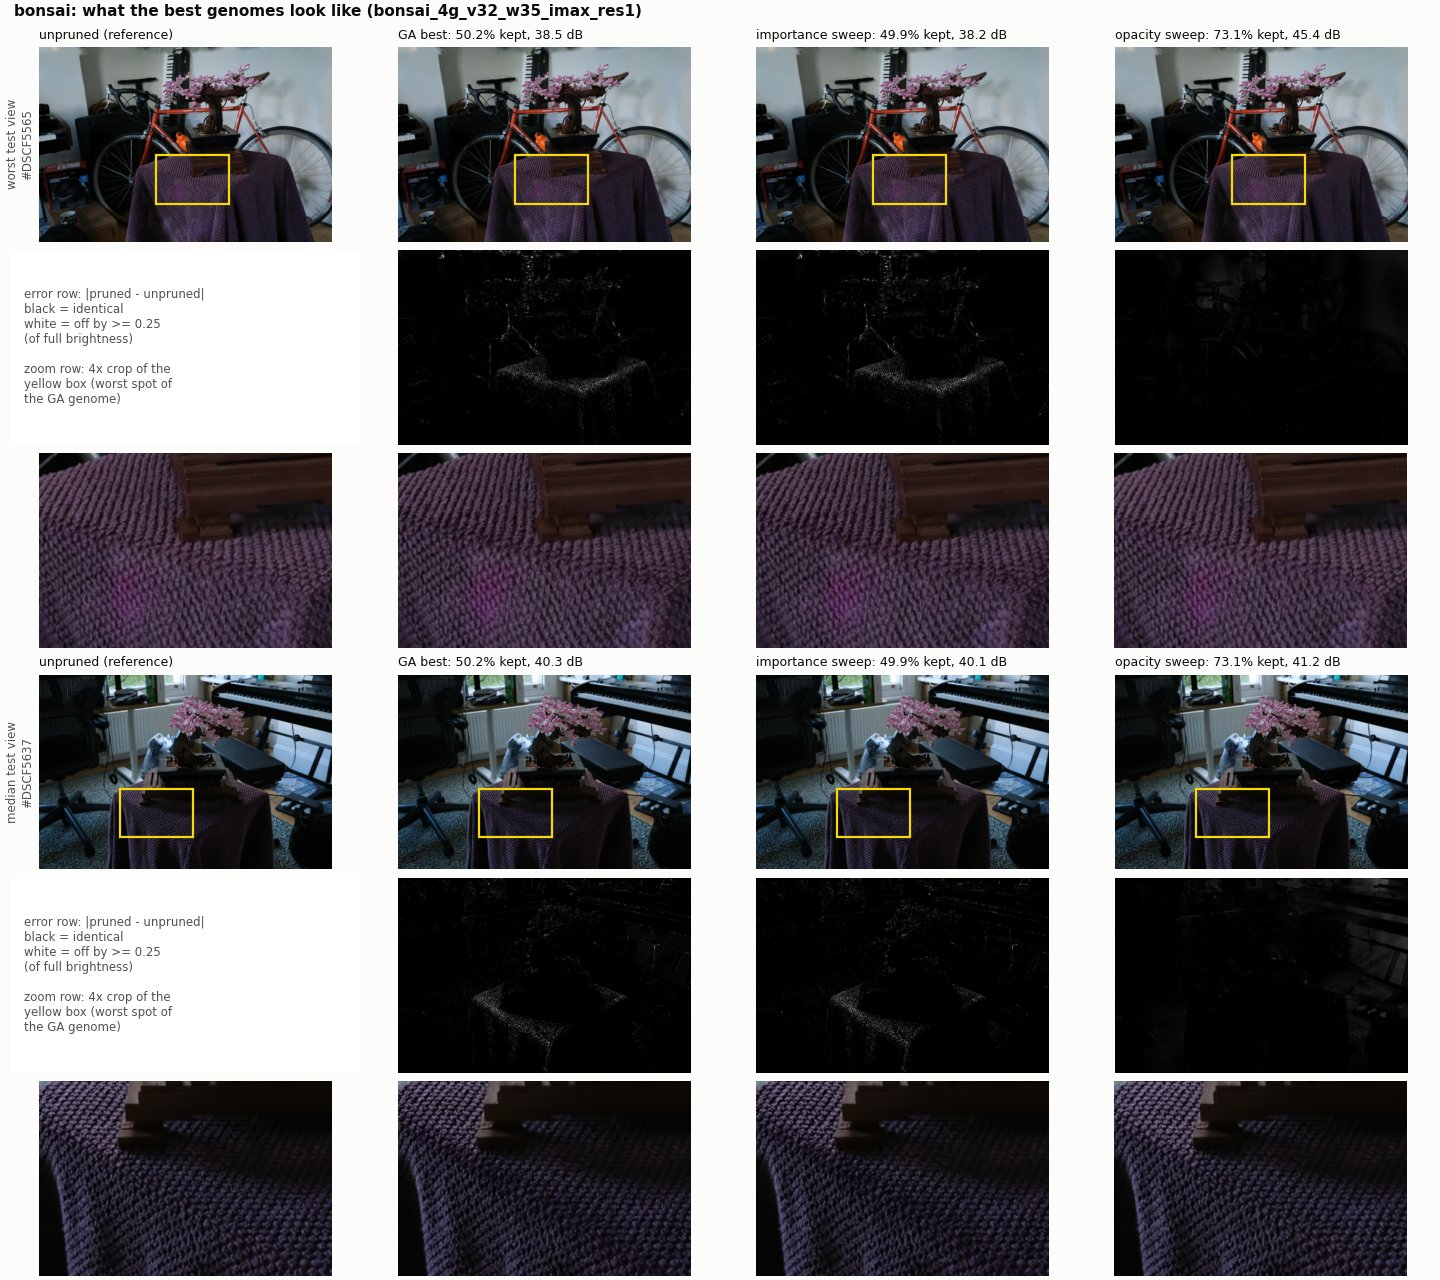 bonsai: what the best genomes look like (bonsai_4g_v32_w35_imax_res1)
unpruned (reference)
GA best: 50.2% kept, 38.5 dB
importance sweep: 49.9% kept, 38.2 dB
opacity sweep: 73.1% kept, 45.4 dB
worst test view
#DSCF5565
error row: |pruned - unpruned|
black = identical
white = off by >= 0.25
(of full brightness)
zoom row: 4x crop of the
yellow box (worst spot of
the GA genome)
unpruned (reference)
GA best: 50.2% kept, 40.3 dB
importance sweep: 49.9% kept, 40.1 dB
opacity sweep: 73.1% kept, 41.2 dB
median test view
#DSCF5637
error row: |pruned - unpruned|
black = identical
white = off by >= 0.25
(of full brightness)
zoom row: 4x crop of the
yellow box (worst spot of
the GA genome)